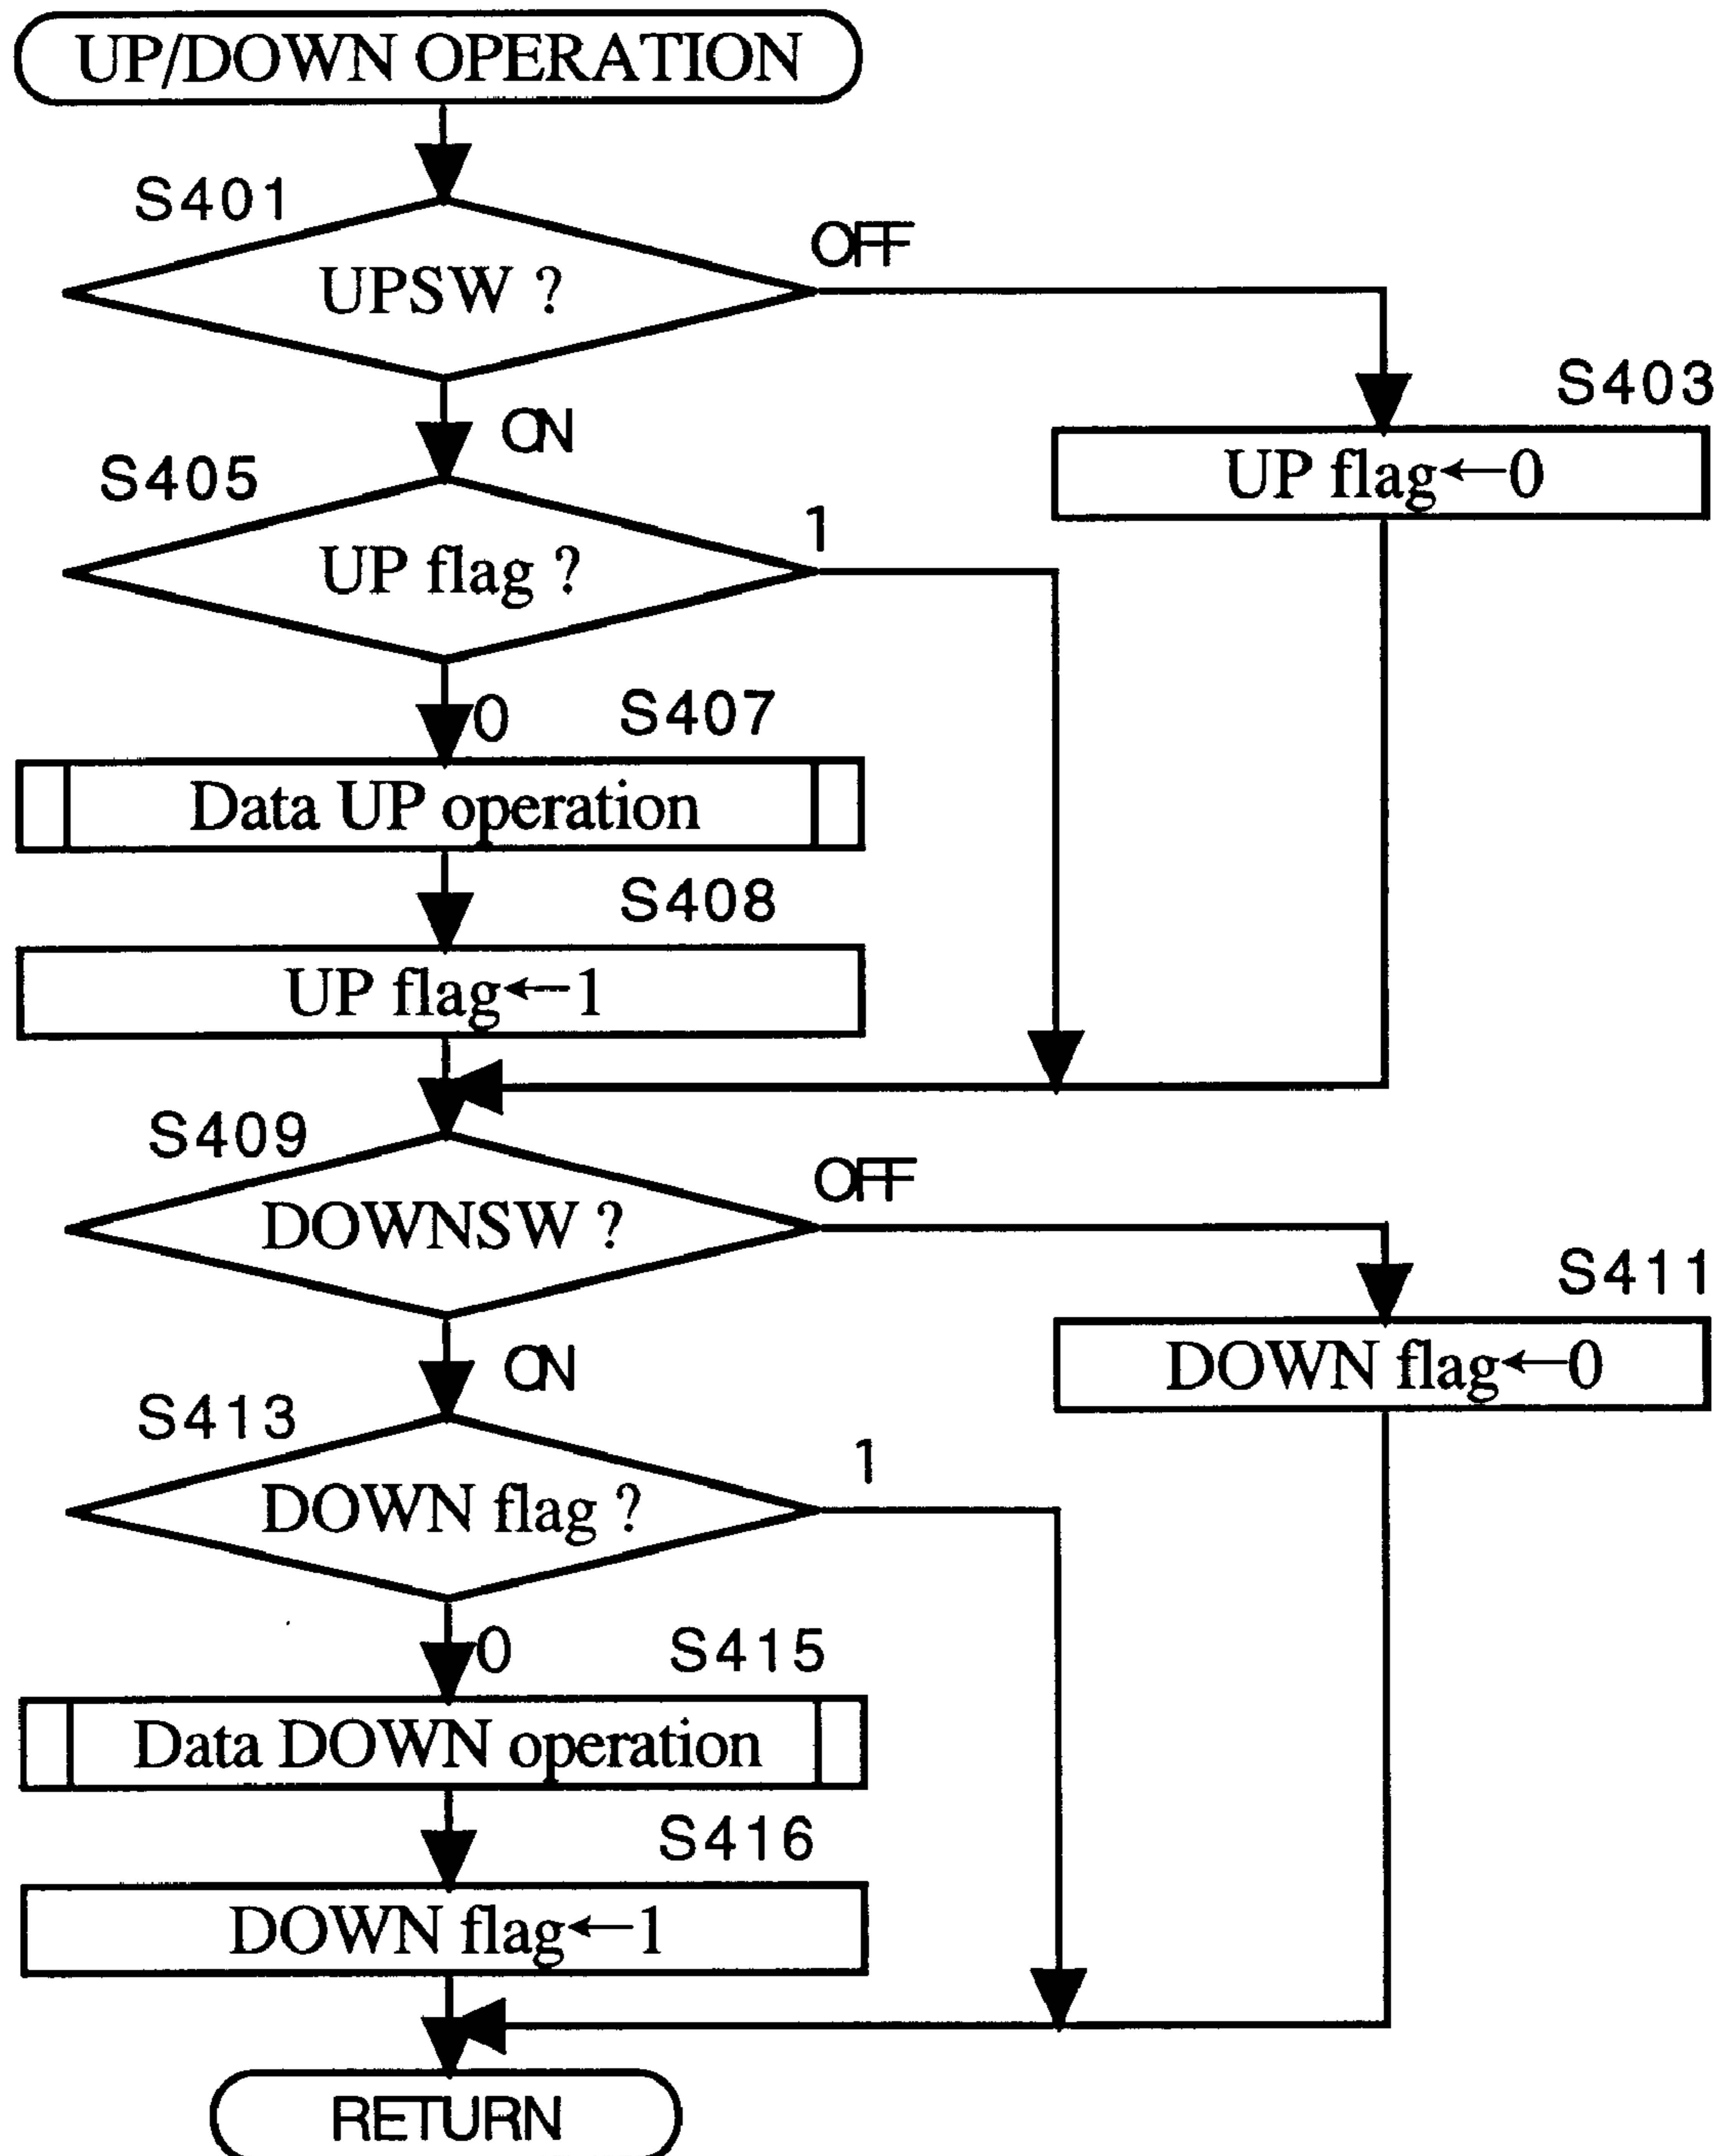 UP/DOWN OPERATION
S401
UPSW ?
OFF
ON
S403
UP flag←0
S405
UP flag ?
1
0
S407
Data UP operation
S408
UP flag←1
S409
DOWNSW ?
OFF
ON
S411
DOWN flag←0
S413
DOWN flag ?
1
0
S415
Data DOWN operation
S416
DOWN flag←1
RETURN